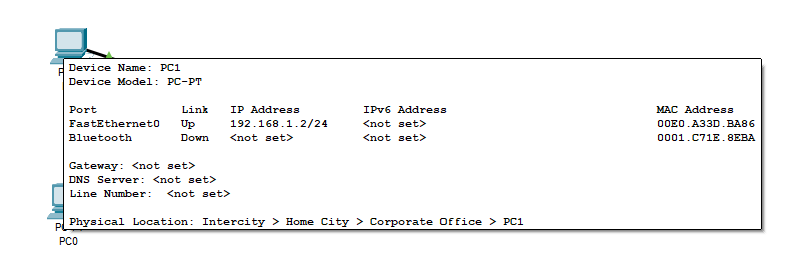 Device Name: PC1
Device Model: PC-PT
Port Link IP Address IPv6 Address MAC Address
FastEthernet0 Up 192.168.1.2/24 <not set> 00E0.A33D.BA86
Bluetooth Down <not set> <not set> 0001.C71E.8EBA
Gateway: <not set>
DNS Server: <not set>
Line Number: <not set>
Physical Location: Intercity > Home City > Corporate Office > PC1
PC0